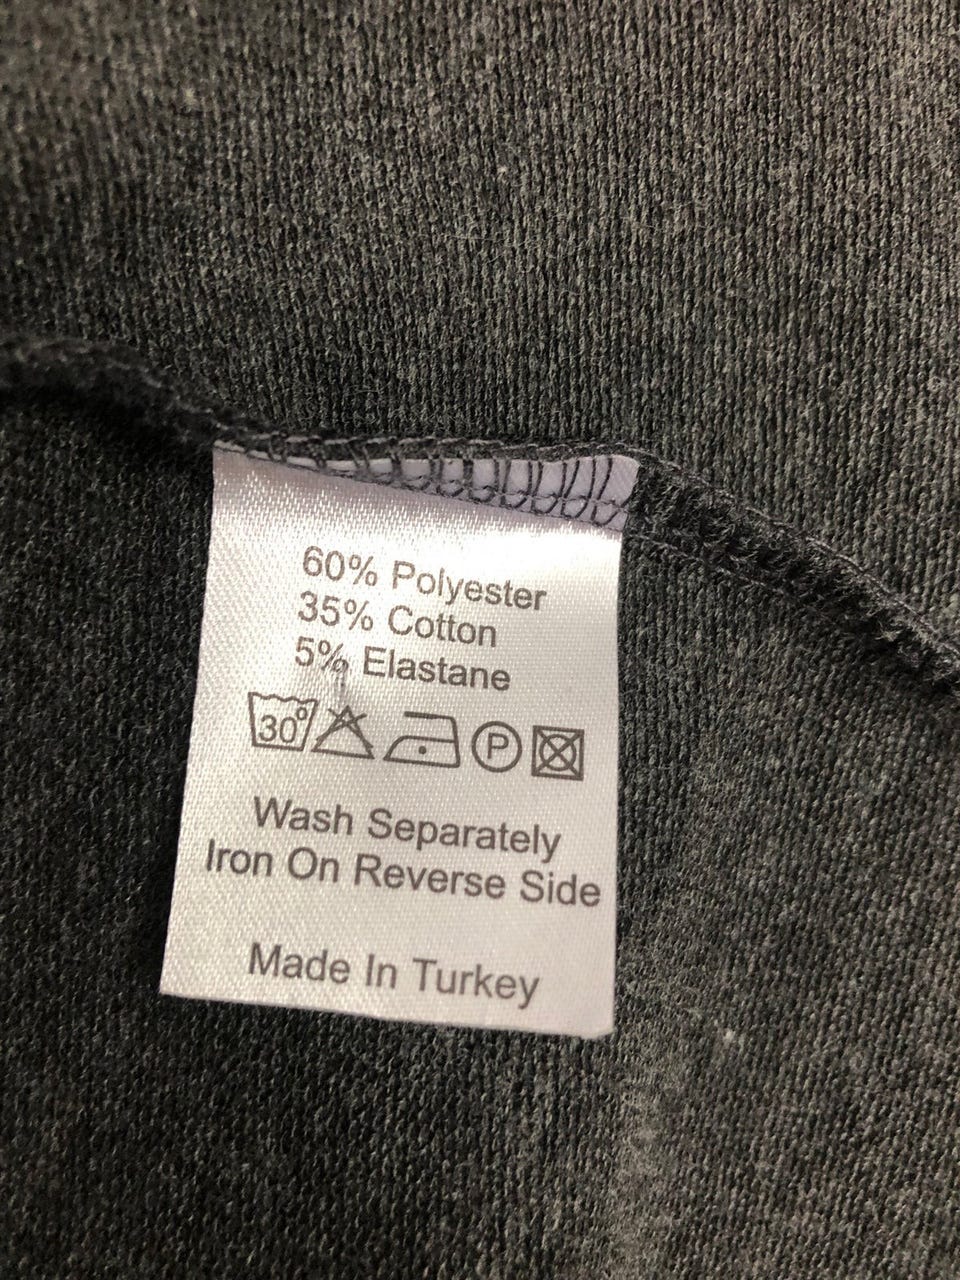 60% Polyester
35% Cotton
5% Elastane
30° P
Wash Separately
Iron On Reverse Side
Made In Turkey